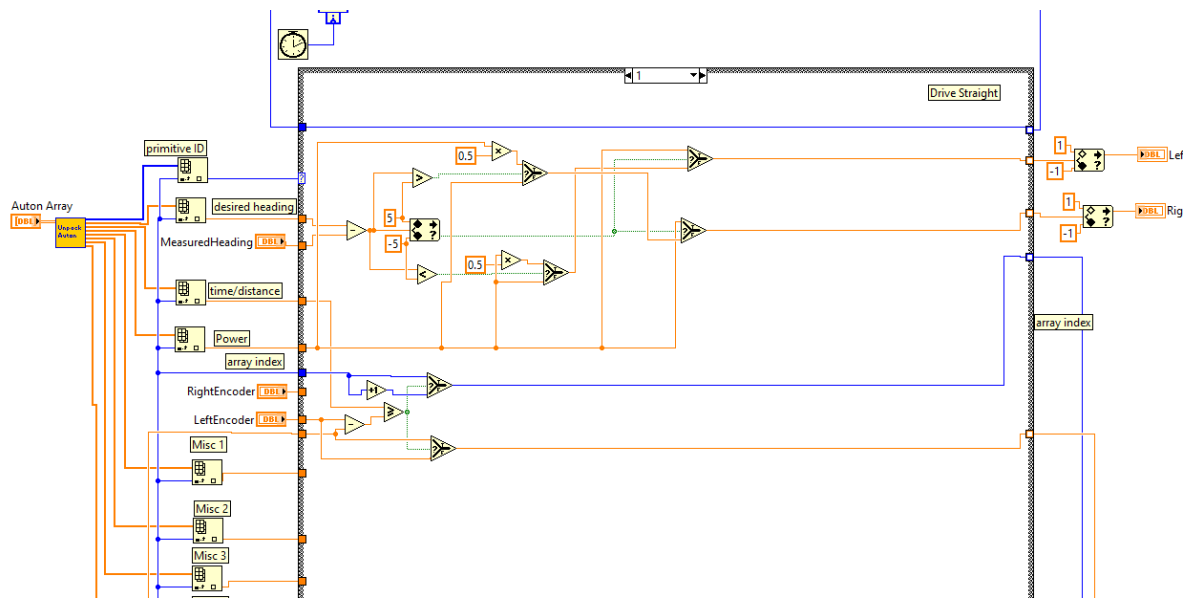 1
Drive Straight
primitive ID
Auton Array
DBL
Unpack
Auton
desired heading
MeasuredHeading
DBL
time/distance
Power
array index
RightEncoder
DBL
LeftEncoder
DBL
Misc 1
Misc 2
Misc 3
0.5
5
-5
0.5
+1
1
-1
DBL
Lef
1
-1
DBL
Rig
array index